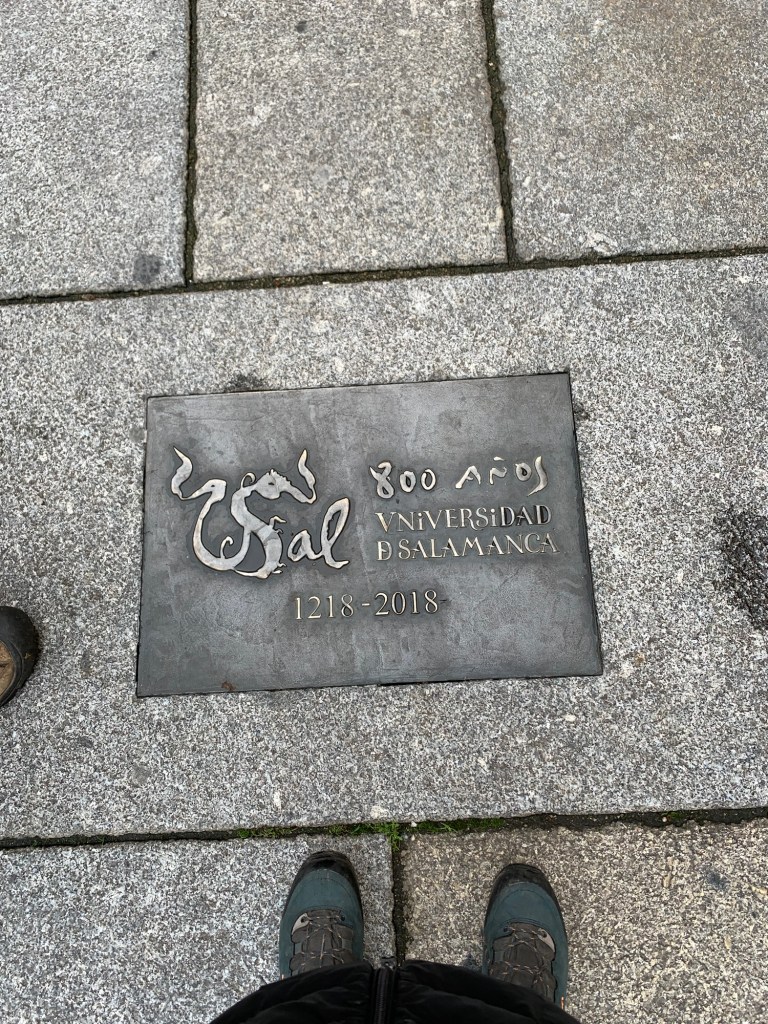 USal
800 AÑOS
VNiVERSiDAD
Ð SALAMANCA
1218-2018-